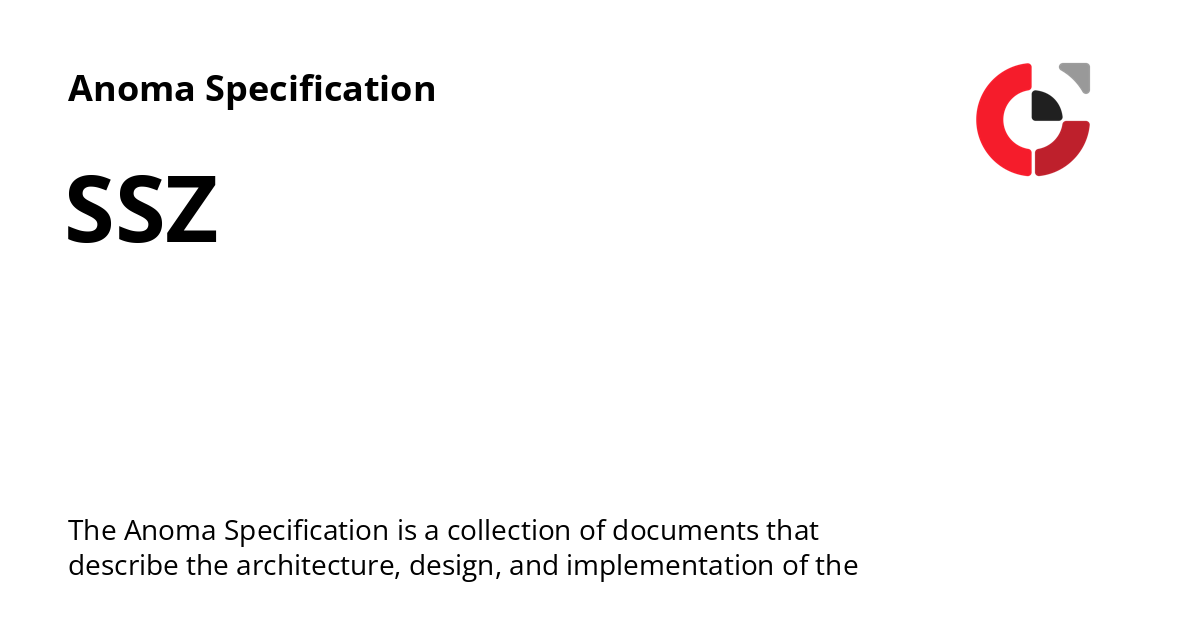 Anoma Specification
SSZ
The Anoma Specification is a collection of documents that
describe the architecture, design, and implementation of the